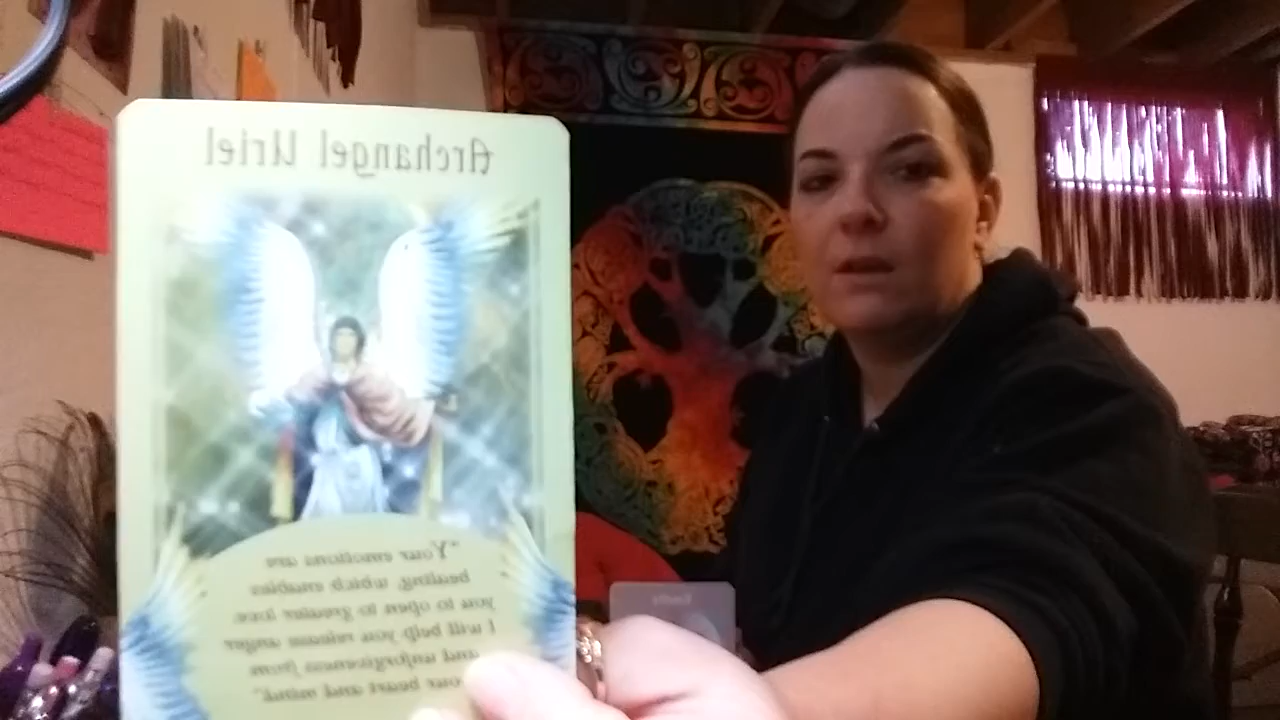 Archangel Uriel
"Your emotions are
healing, which enables
you to open to greater love.
I will help you release anger
and unforgiveness from
your heart and mind."